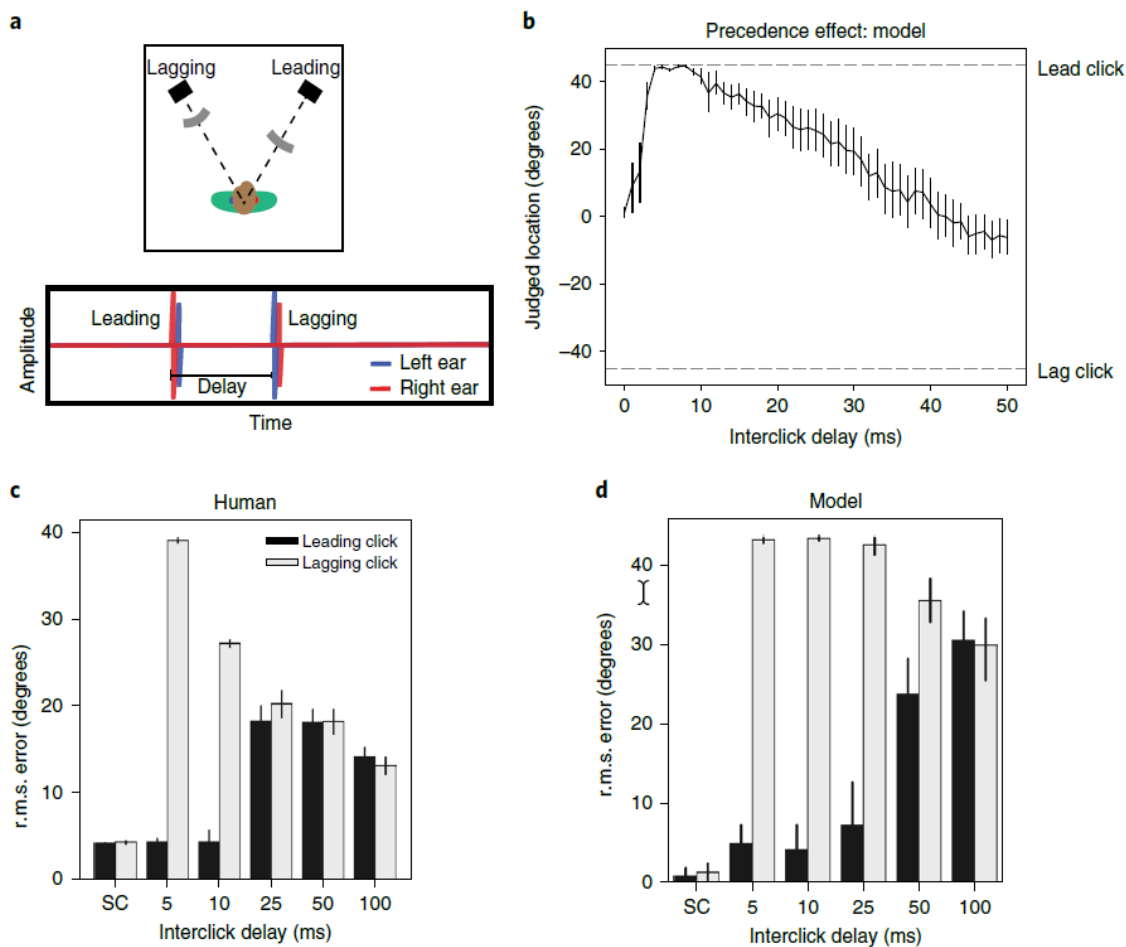 a
Lagging
Leading
Amplitude
Leading
Lagging
Left ear
Right ear
Delay
Time
b
Precedence effect: model
Judged location (degrees)
40
20
0
−20
−40
Lead click
Lag click
0
10
20
30
40
50
Interclick delay (ms)
c
Human
r.m.s. error (degrees)
40
30
20
10
0
Leading click
Lagging click
SC
5
10
25
50
100
Interclick delay (ms)
d
Model
r.m.s. error (degrees)
40
30
20
10
0
SC
5
10
25
50
100
Interclick delay (ms)